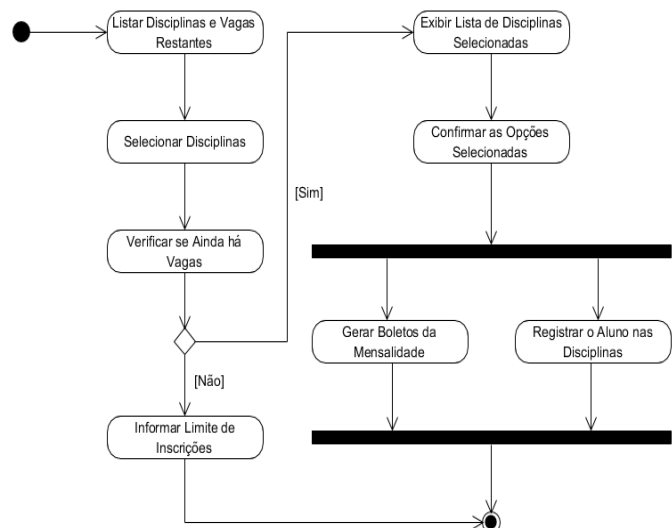 Listar Disciplinas e Vagas
Restantes
Selecionar Disciplinas
Verificar se Ainda há
Vagas
[Sim]
[Não]
Informar Limite de
Inscrições
Exibir Lista de Disciplinas
Selecionadas
Confirmar as Opções
Selecionadas
Gerar Boletos da
Mensalidade
Registrar o Aluno nas
Disciplinas